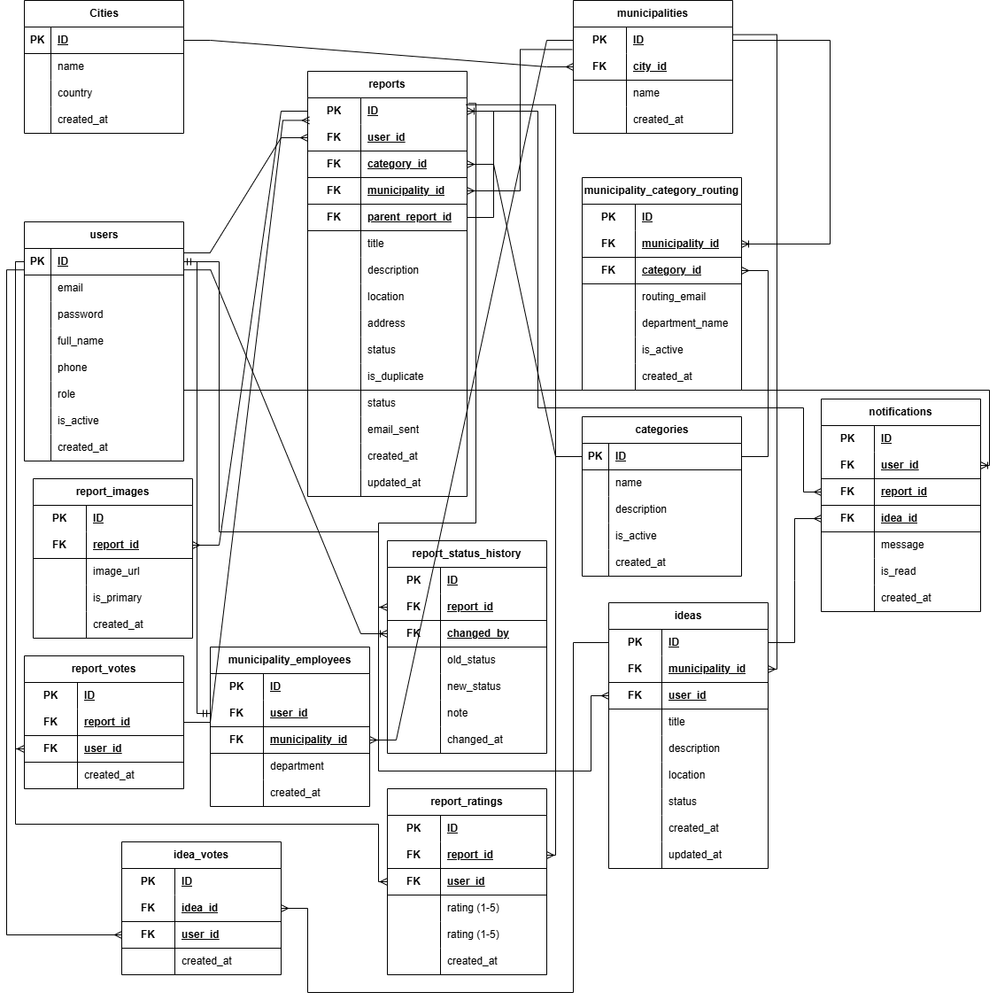 Cities
PK ID
name
country
created_at
municipalities
PK ID
FK city_id
name
created_at
reports
PK ID
FK user_id
FK category_id
FK municipality_id
FK parent_report_id
title
description
location
address
status
is_duplicate
status
email_sent
created_at
updated_at
municipality_category_routing
PK ID
FK municipality_id
FK category_id
routing_email
department_name
is_active
created_at
users
PK ID
email
password
full_name
phone
role
is_active
created_at
categories
PK ID
name
description
is_active
created_at
notifications
PK ID
FK user_id
FK report_id
FK idea_id
message
is_read
created_at
report_images
PK ID
FK report_id
image_url
is_primary
created_at
report_status_history
PK ID
FK report_id
FK changed_by
old_status
new_status
note
changed_at
ideas
PK ID
FK municipality_id
FK user_id
title
description
location
status
created_at
updated_at
report_votes
PK ID
FK report_id
FK user_id
created_at
municipality_employees
PK ID
FK user_id
FK municipality_id
department
created_at
report_ratings
PK ID
FK report_id
FK user_id
rating (1-5)
rating (1-5)
created_at
idea_votes
PK ID
FK idea_id
FK user_id
created_at